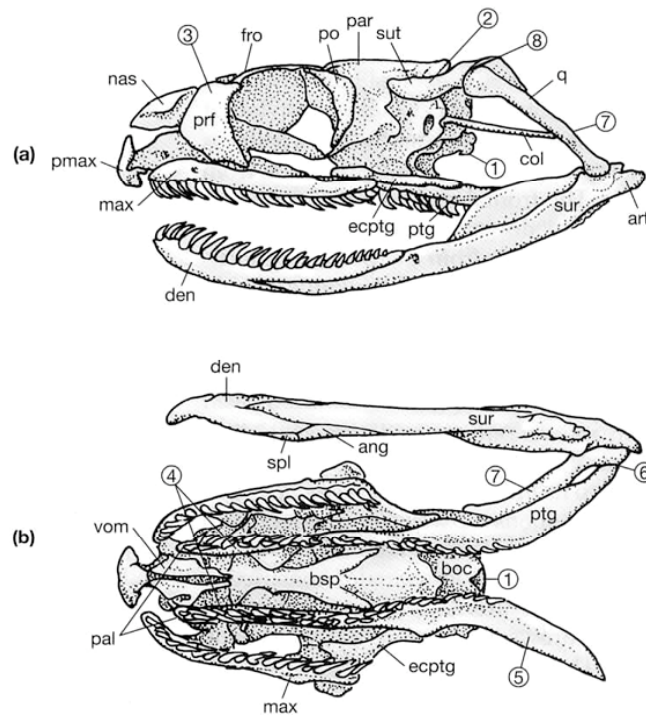 par
② ⑧
③ fro po sut
q
nas
prf
⑦
(a)
col
pmax
①
max
sur
ecptg ptg
art
den
den
sur
ang
spl
④ ⑦ ⑥
ptg
vom
(b)
bsp boc
①
pal
⑤
ecptg
max